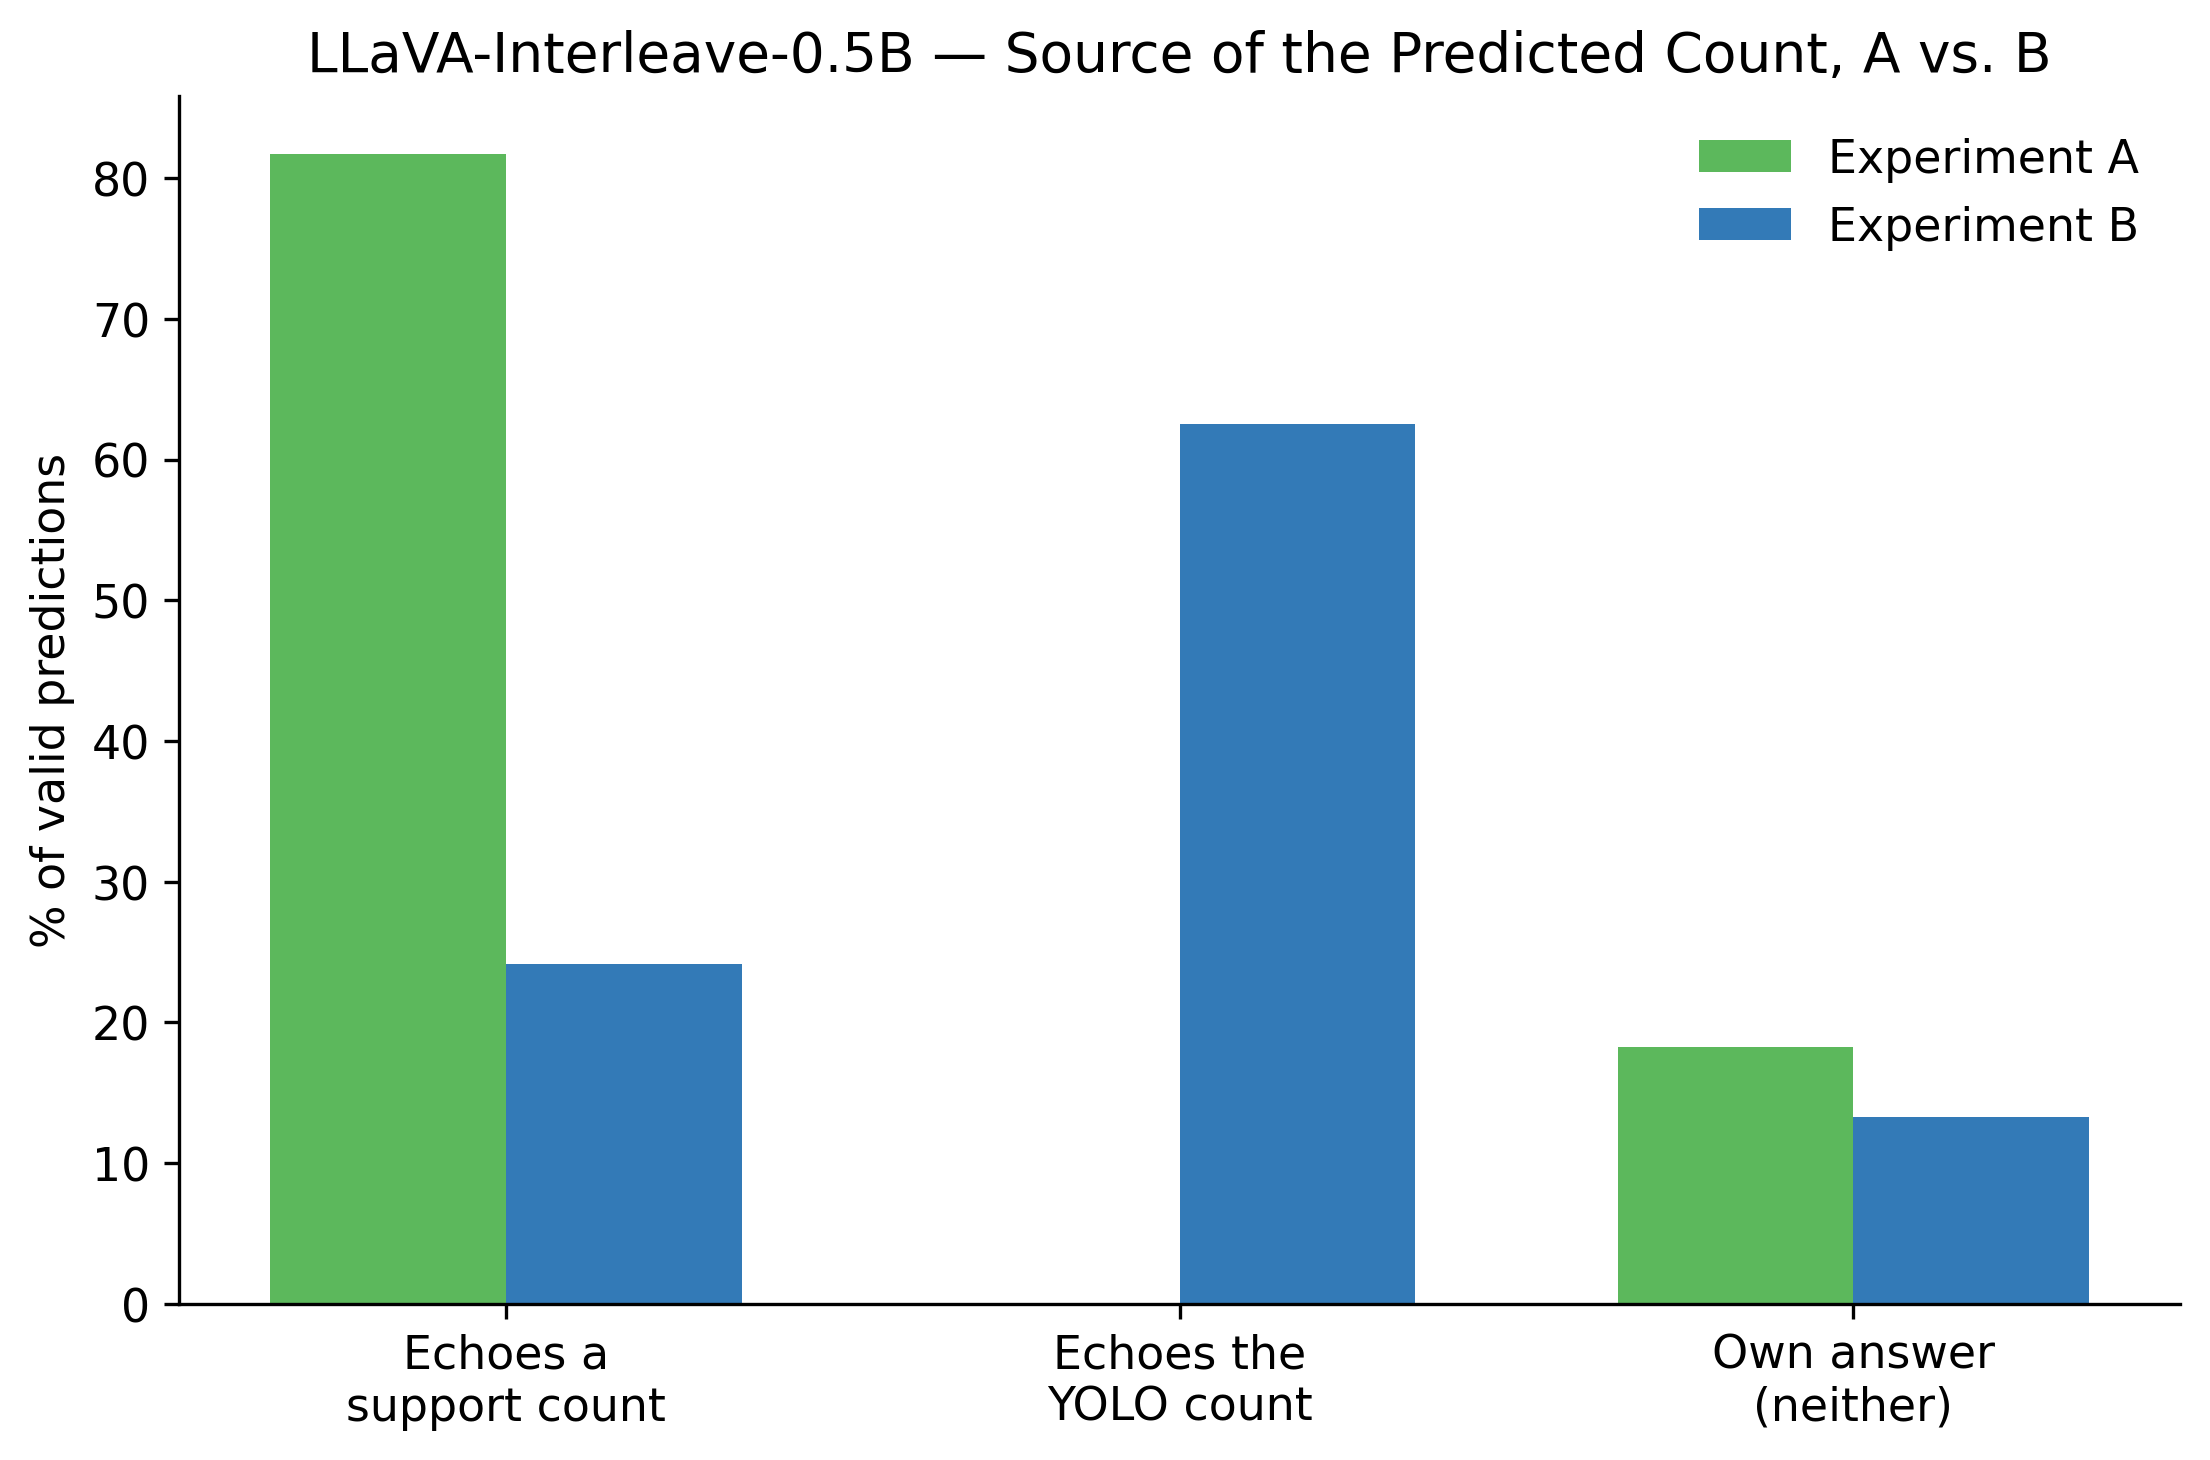 LLaVA-Interleave-0.5B — Source of the Predicted Count, A vs. B
Experiment A
Experiment B
% of valid predictions
80
70
60
50
40
30
20
10
0
Echoes a
support count
Echoes the
YOLO count
Own answer
(neither)